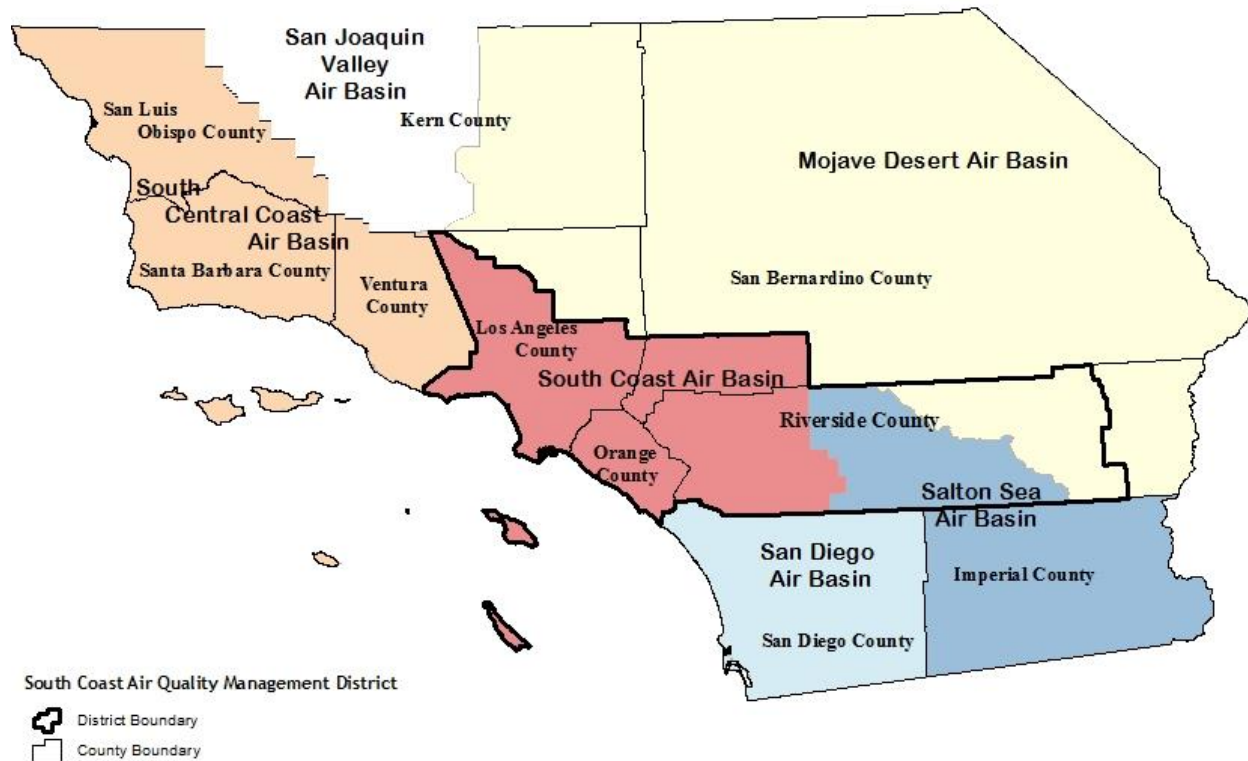 San Joaquin
Valley
Air Basin
San Luis
Obispo County
Kern County
Mojave Desert Air Basin
South
Central Coast
Air Basin
Santa Barbara County
Ventura
County
San Bernardino County
Los Angeles
County
South Coast Air Basin
Riverside County
Orange
County
Salton Sea
Air Basin
San Diego
Air Basin
Imperial County
San Diego County
South Coast Air Quality Management District
District Boundary
County Boundary